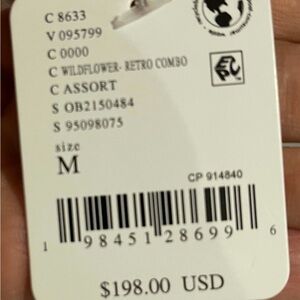 C 8633
V 095799
C 0000
C WILDFLOWER- RETRO COMBO
C ASSORT
S OB2150484
S 95098075
size
M
CP 914840
1 98451 28699 6
$198.00 USD